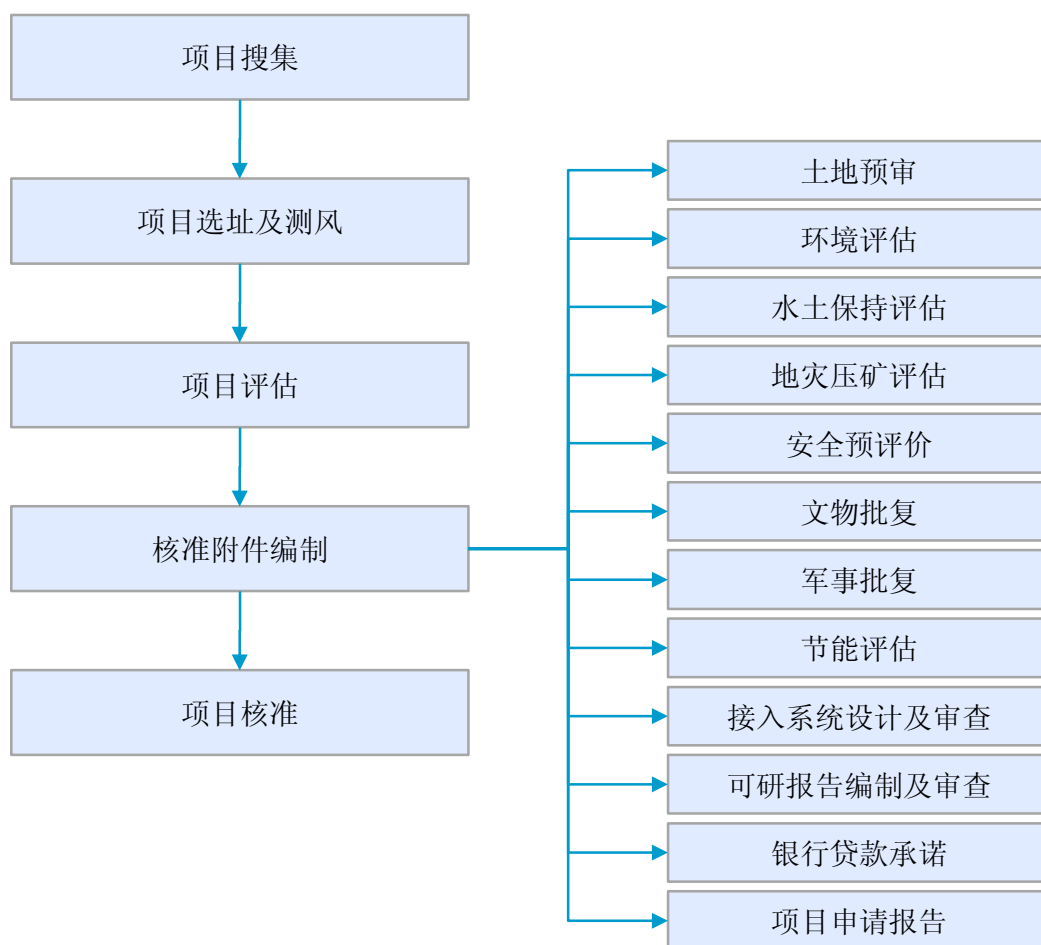 项目搜集
项目选址及测风
项目评估
核准附件编制
项目核准
土地预审
环境评估
水土保持评估
地灾压矿评估
安全预评价
文物批复
军事批复
节能评估
接入系统设计及审查
可研报告编制及审查
银行贷款承诺
项目申请报告